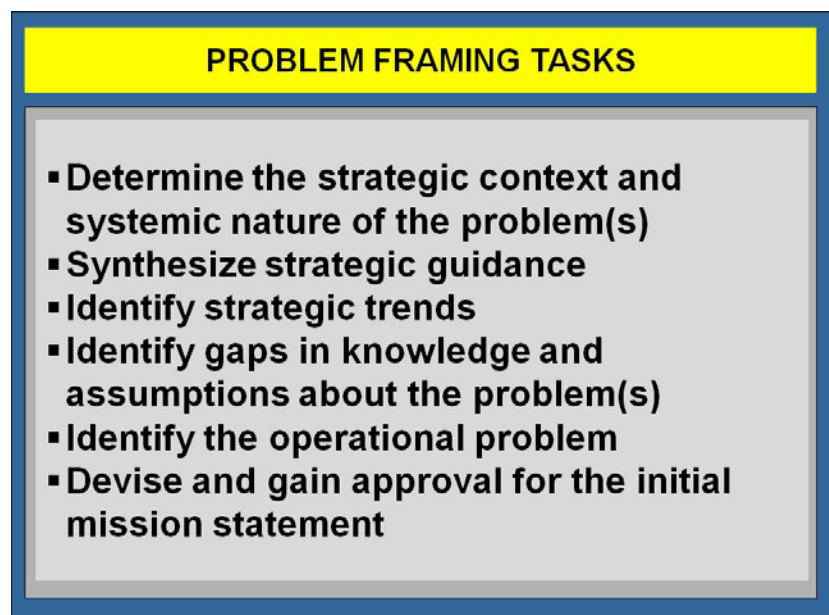 PROBLEM FRAMING TASKS
▪ Determine the strategic context and
systemic nature of the problem(s)
▪ Synthesize strategic guidance
▪ Identify strategic trends
▪ Identify gaps in knowledge and
assumptions about the problem(s)
▪ Identify the operational problem
▪ Devise and gain approval for the initial
mission statement